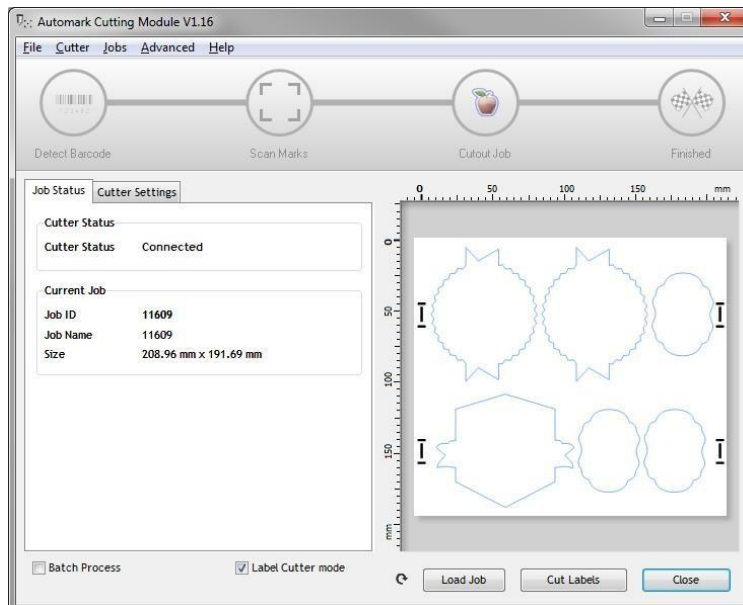 Automark Cutting Module V1.16
File Cutter Jobs Advanced Help
Detect Barcode Scan Marks Cutout Job Finished
Job Status Cutter Settings
Cutter Status
Cutter Status Connected
Current Job
Job ID 11609
Job Name 11609
Size 208.96 mm x 191.69 mm
0 50 100 150 mm
0
50
100
150
mm
Batch Process Label Cutter mode
Load Job Cut Labels Close